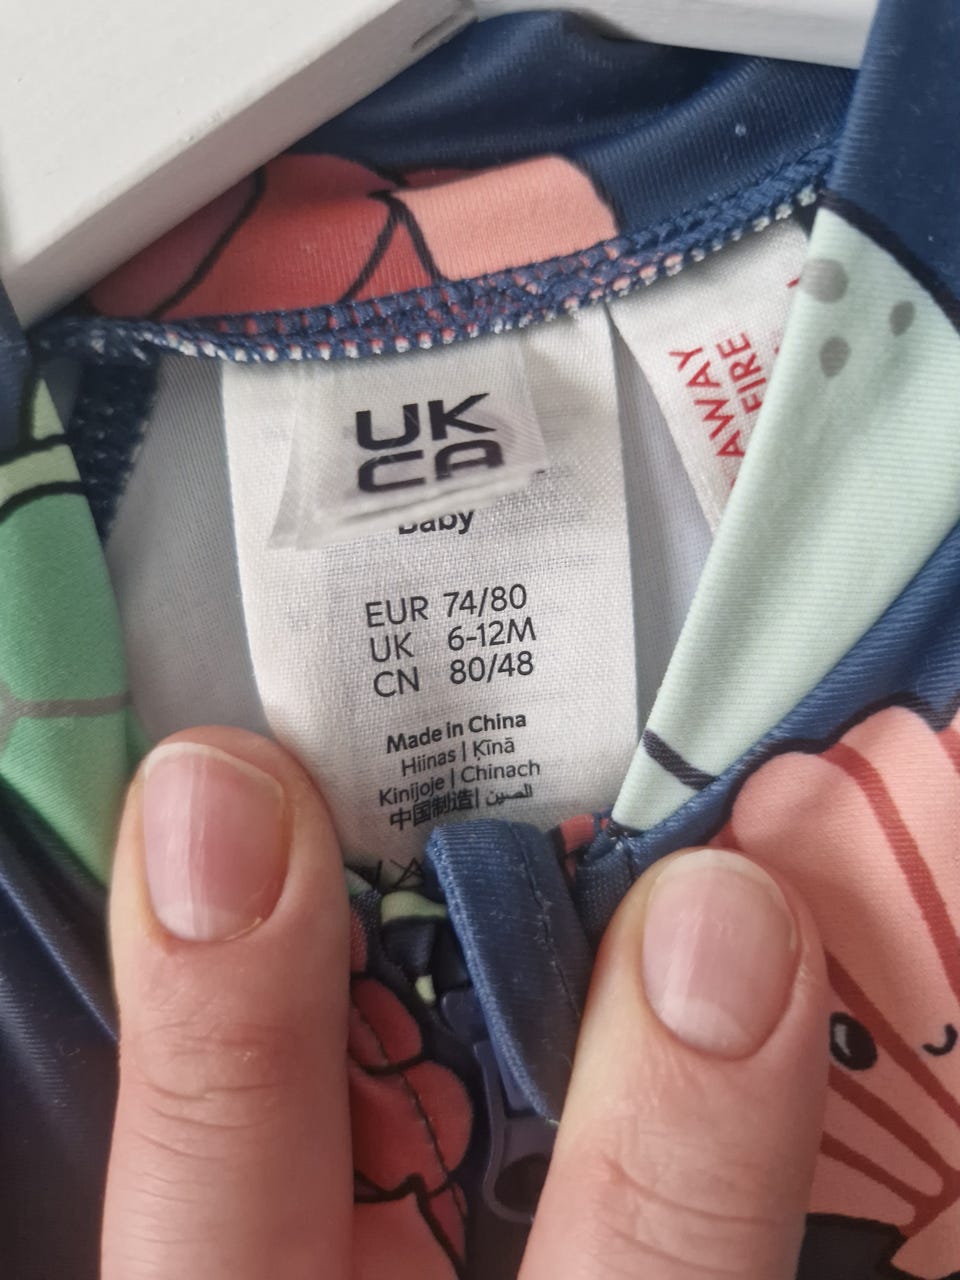 UK
CA
Baby
EUR 74/80
UK 6-12M
CN 80/48
Made in China
Hiinas | Ķīnā
Kinijoje | Chinach
中国制造 | الصين
AWAY
FIRE